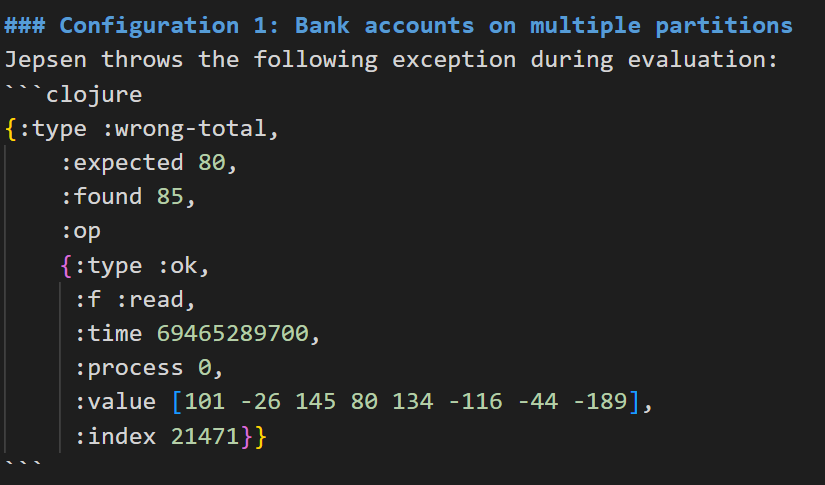 ### Configuration 1: Bank accounts on multiple partitions
Jepsen throws the following exception during evaluation:
```clojure
{:type :wrong-total,
    :expected 80,
    :found 85,
    :op
    {:type :ok,
     :f :read,
     :time 69465289700,
     :process 0,
     :value [101 -26 145 80 134 -116 -44 -189],
     :index 21471}}
```